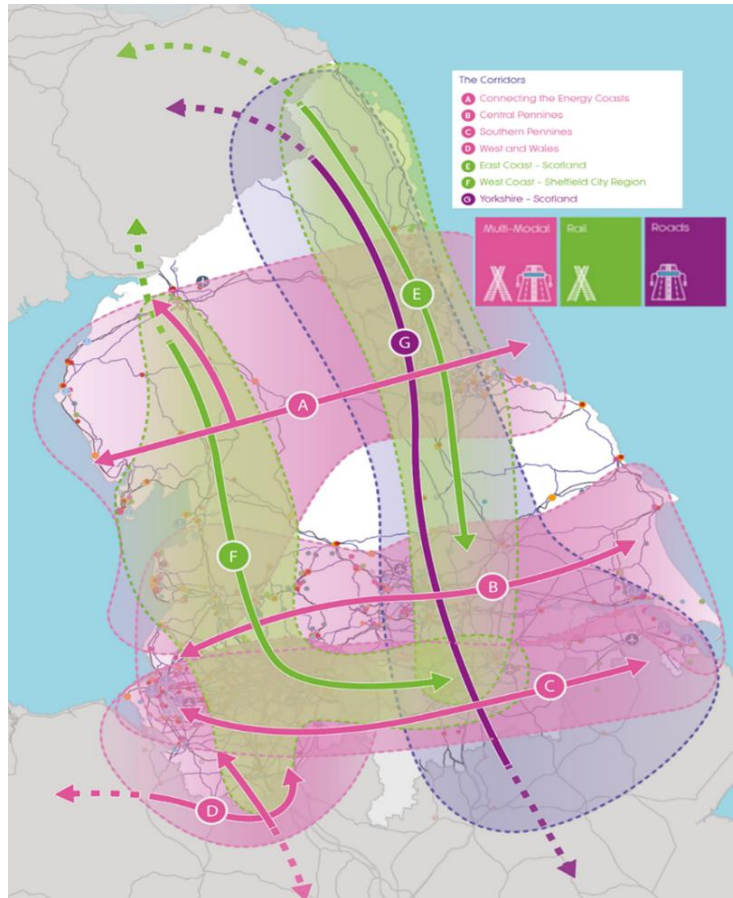 The Corridors
A Connecting the Energy Coasts
B Central Pennines
C Southern Pennines
D West and Wales
E East Coast - Scotland
F West Coast - Sheffield City Region
G Yorkshire - Scotland
Multi-Modal
Rail
Roads
E
G
A
F
B
C
D